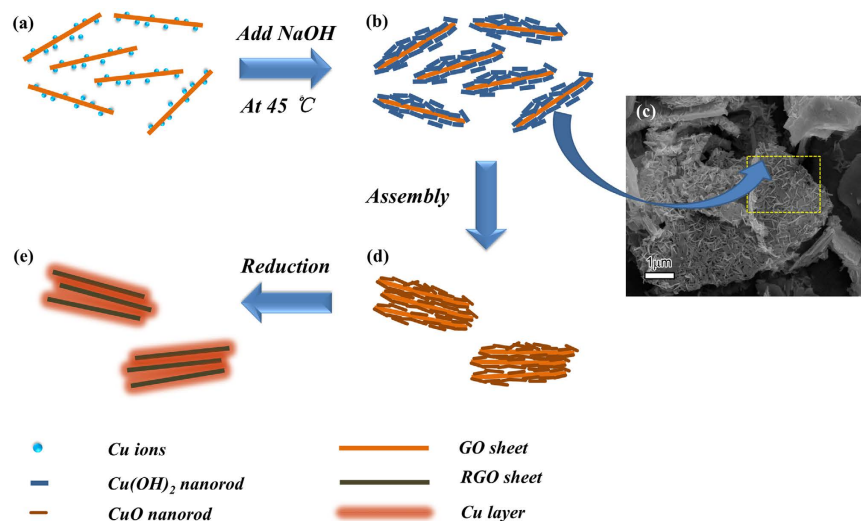 (a)
Add NaOH
At 45 ℃
(b)
(c)
1μm
Assembly
(d)
Reduction
(e)
Cu ions
GO sheet
Cu(OH)₂ nanorod
RGO sheet
CuO nanorod
Cu layer